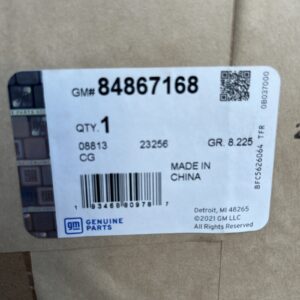 GM# 84867168
0B037000
QTY. 1
08813 23256 GR. 8.225
CG
BFC5626064 TFR
MADE IN
CHINA
gm GENUINE
PARTS
Detroit, MI 48265
©2021 GM LLC
All Rights Reserved